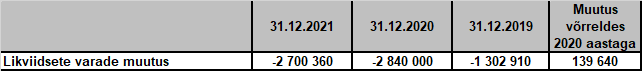 Muutus
võrreldes
31.12.2021 31.12.2020 31.12.2019 2020 aastaga
Likviidsete varade muutus -2 700 360 -2 840 000 -1 302 910 139 640